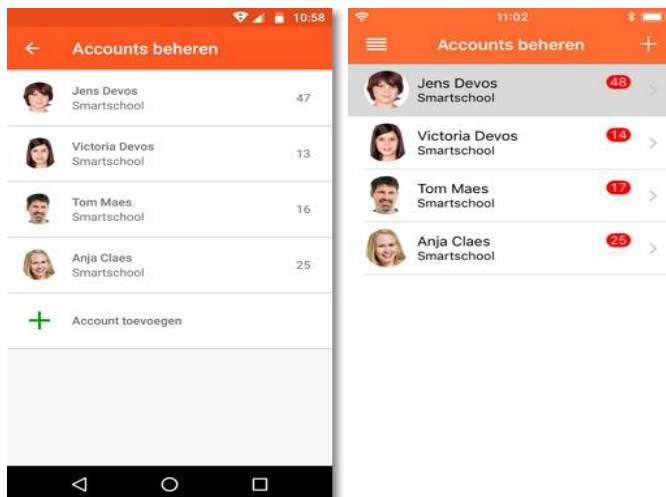 10:58
Accounts beheren
Jens Devos
Smartschool
47
Victoria Devos
Smartschool
13
Tom Maes
Smartschool
16
Anja Claes
Smartschool
25
Account toevoegen
11:02
Accounts beheren
Jens Devos
Smartschool
48
Victoria Devos
Smartschool
14
Tom Maes
Smartschool
17
Anja Claes
Smartschool
25